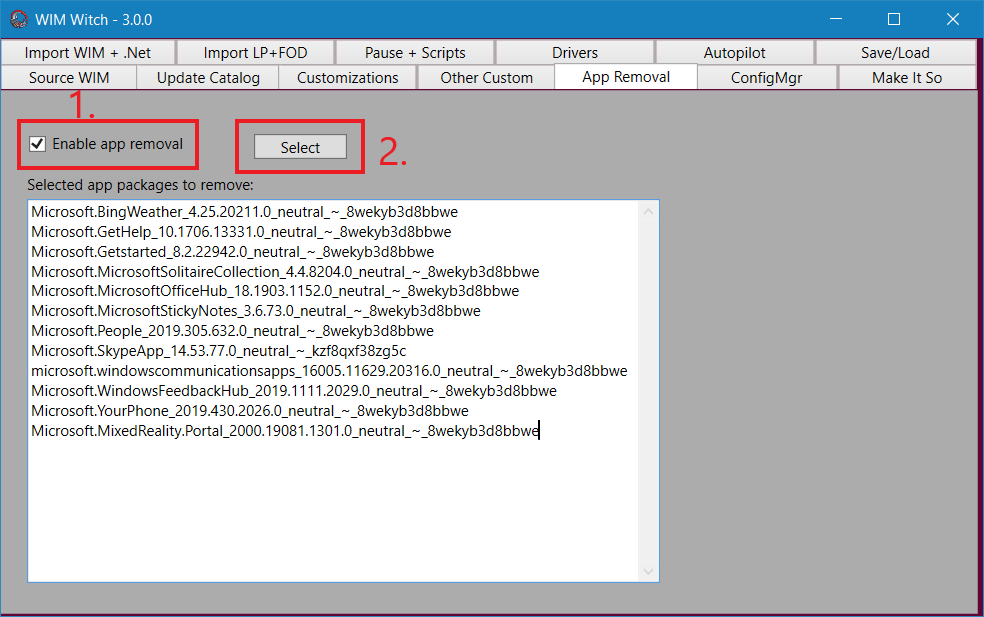 WIM Witch - 3.0.0
Import WIM + .Net Import LP+FOD Pause + Scripts Drivers Autopilot Save/Load
Source WIM Update Catalog Customizations Other Custom App Removal ConfigMgr Make It So
1.
Enable app removal
Select
2.
Selected app packages to remove:
Microsoft.BingWeather_4.25.20211.0_neutral_~_8wekyb3d8bbwe
Microsoft.GetHelp_10.1706.13331.0_neutral_~_8wekyb3d8bbwe
Microsoft.Getstarted_8.2.22942.0_neutral_~_8wekyb3d8bbwe
Microsoft.MicrosoftSolitaireCollection_4.4.8204.0_neutral_~_8wekyb3d8bbwe
Microsoft.MicrosoftOfficeHub_18.1903.1152.0_neutral_~_8wekyb3d8bbwe
Microsoft.MicrosoftStickyNotes_3.6.73.0_neutral_~_8wekyb3d8bbwe
Microsoft.People_2019.305.632.0_neutral_~_8wekyb3d8bbwe
Microsoft.SkypeApp_14.53.77.0_neutral_~_kzf8qxf38zg5c
microsoft.windowscommunicationsapps_16005.11629.20316.0_neutral_~_8wekyb3d8bbwe
Microsoft.WindowsFeedbackHub_2019.1111.2029.0_neutral_~_8wekyb3d8bbwe
Microsoft.YourPhone_2019.430.2026.0_neutral_~_8wekyb3d8bbwe
Microsoft.MixedReality.Portal_2000.19081.1301.0_neutral_~_8wekyb3d8bbwe